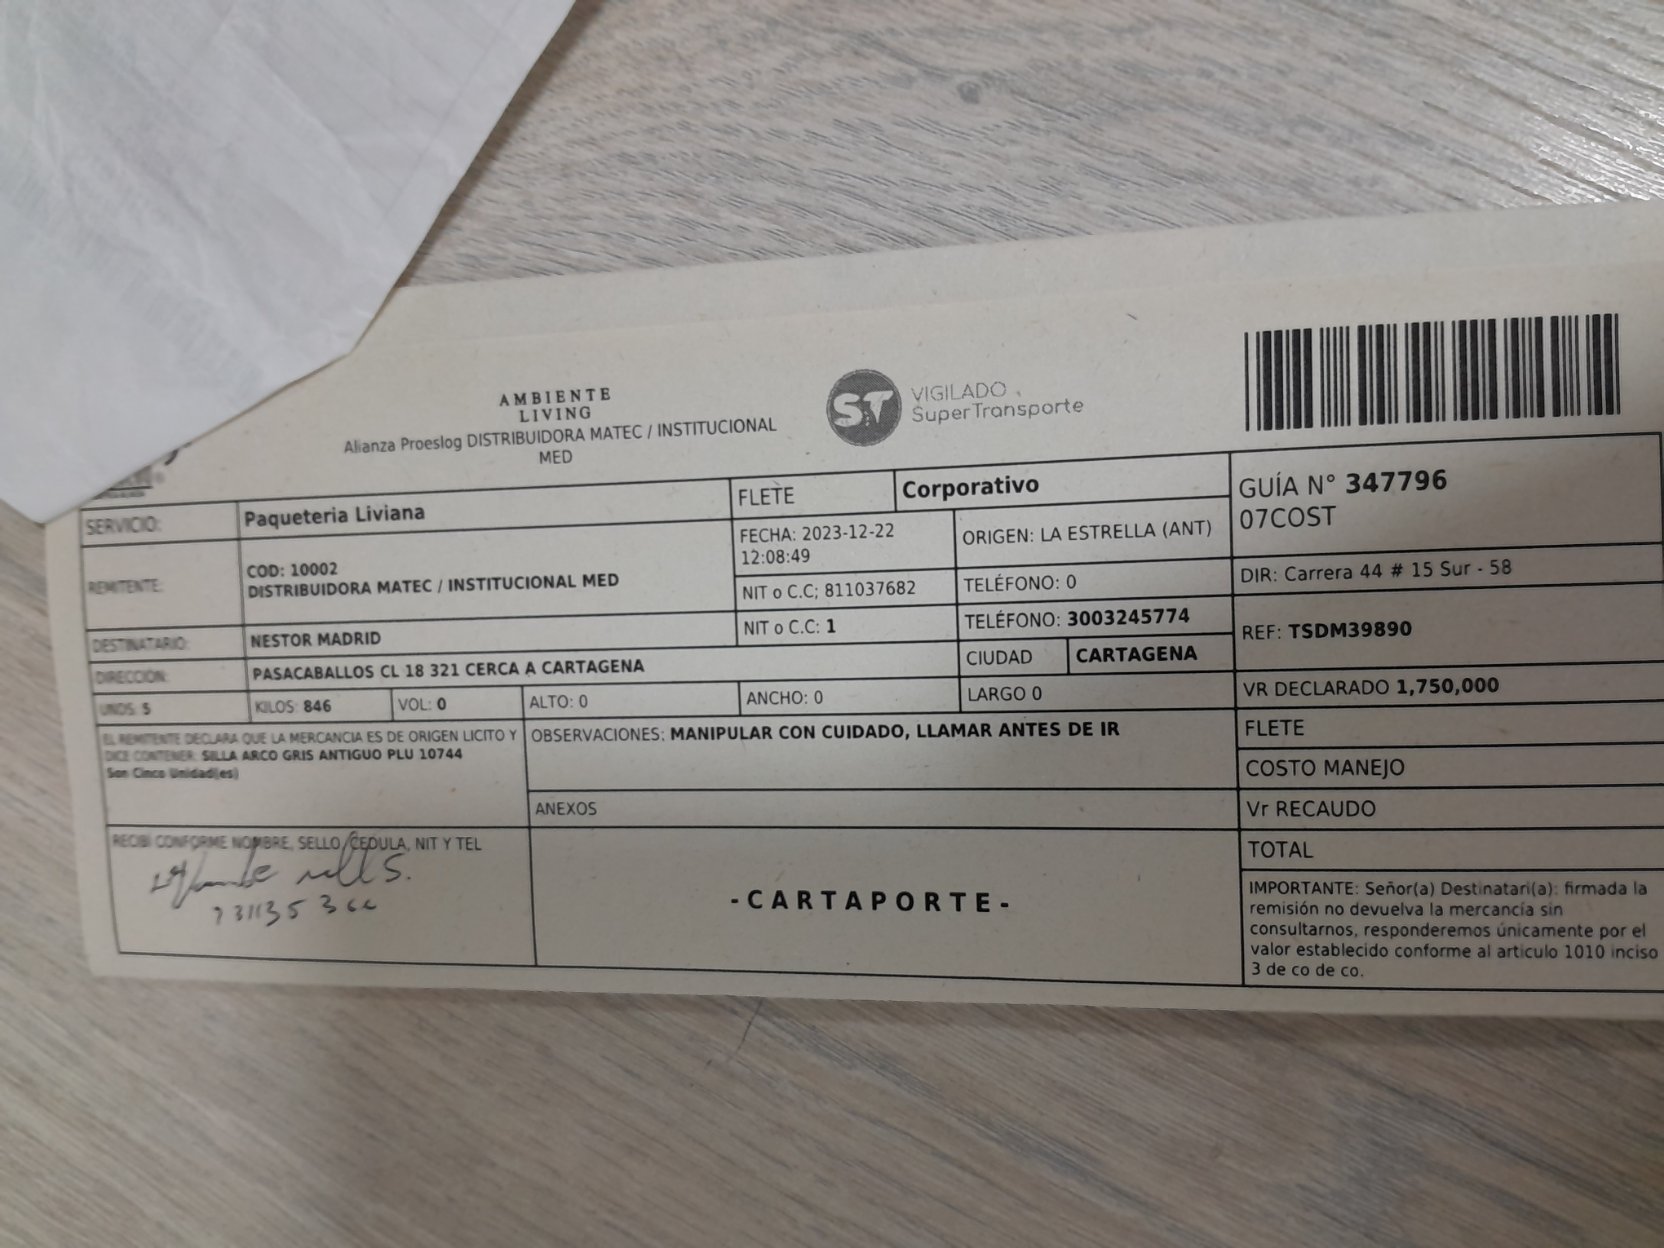 AMBIENTE
LIVING
Alianza Proeslog DISTRIBUIDORA MATEC / INSTITUCIONAL
MED
ST VIGILADO
SuperTransporte
SERVICIO: Paqueteria Liviana
FLETE Corporativo
GUÍA N° 347796
07COST
REMITENTE: COD: 10002
DISTRIBUIDORA MATEC / INSTITUCIONAL MED
FECHA: 2023-12-22
12:08:49
ORIGEN: LA ESTRELLA (ANT)
NIT o C.C; 811037682
TELÉFONO: 0
DIR: Carrera 44 # 15 Sur - 58
DESTINATARIO: NESTOR MADRID
NIT o C.C: 1
TELÉFONO: 3003245774
REF: TSDM39890
DIRECCION: PASACABALLOS CL 18 321 CERCA A CARTAGENA
CIUDAD CARTAGENA
UNDS: 5 KILOS: 846 VOL: 0 ALTO: 0 ANCHO: 0 LARGO 0
VR DECLARADO 1,750,000
EL REMITENTE DECLARA QUE LA MERCANCIA ES DE ORIGEN LICITO Y
DICE CONTENER: SILLA ARCO GRIS ANTIGUO PLU 10744
Son Cinco Unidad(es)
OBSERVACIONES: MANIPULAR CON CUIDADO, LLAMAR ANTES DE IR
ANEXOS
FLETE
COSTO MANEJO
Vr RECAUDO
TOTAL
RECIBI CONFORME NOMBRE, SELLO, CEDULA, NIT Y TEL
-CARTAPORTE-
IMPORTANTE: Señor(a) Destinatari(a): firmada la
remisión no devuelva la mercancía sin
consultarnos, responderemos únicamente por el
valor establecido conforme al articulo 1010 inciso
3 de co de co.